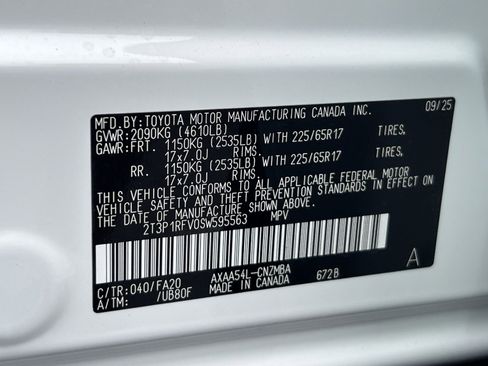 MFD.BY:TOYOTA MOTOR MANUFACTURING CANADA INC. 09/25
GVWR:2090KG (4610LB)
GAWR:FRT. 1150KG (2535LB) WITH 225/65R17 TIRES,
17x7.0J RIMS.
RR. 1150KG (2535LB) WITH 225/65R17 TIRES,
17x7.0J RIMS.
THIS VEHICLE CONFORMS TO ALL APPLICABLE FEDERAL MOTOR
VEHICLE SAFETY AND THEFT PREVENTION STANDARDS IN EFFECT ON
THE DATE OF MANUFACTURE SHOWN ABOVE.
2T3P1RFV0SW595563 MPV
C/TR:040/FA20 AXAA54L-CNZMBA 672B A
A/TM: /UB80F MADE IN CANADA